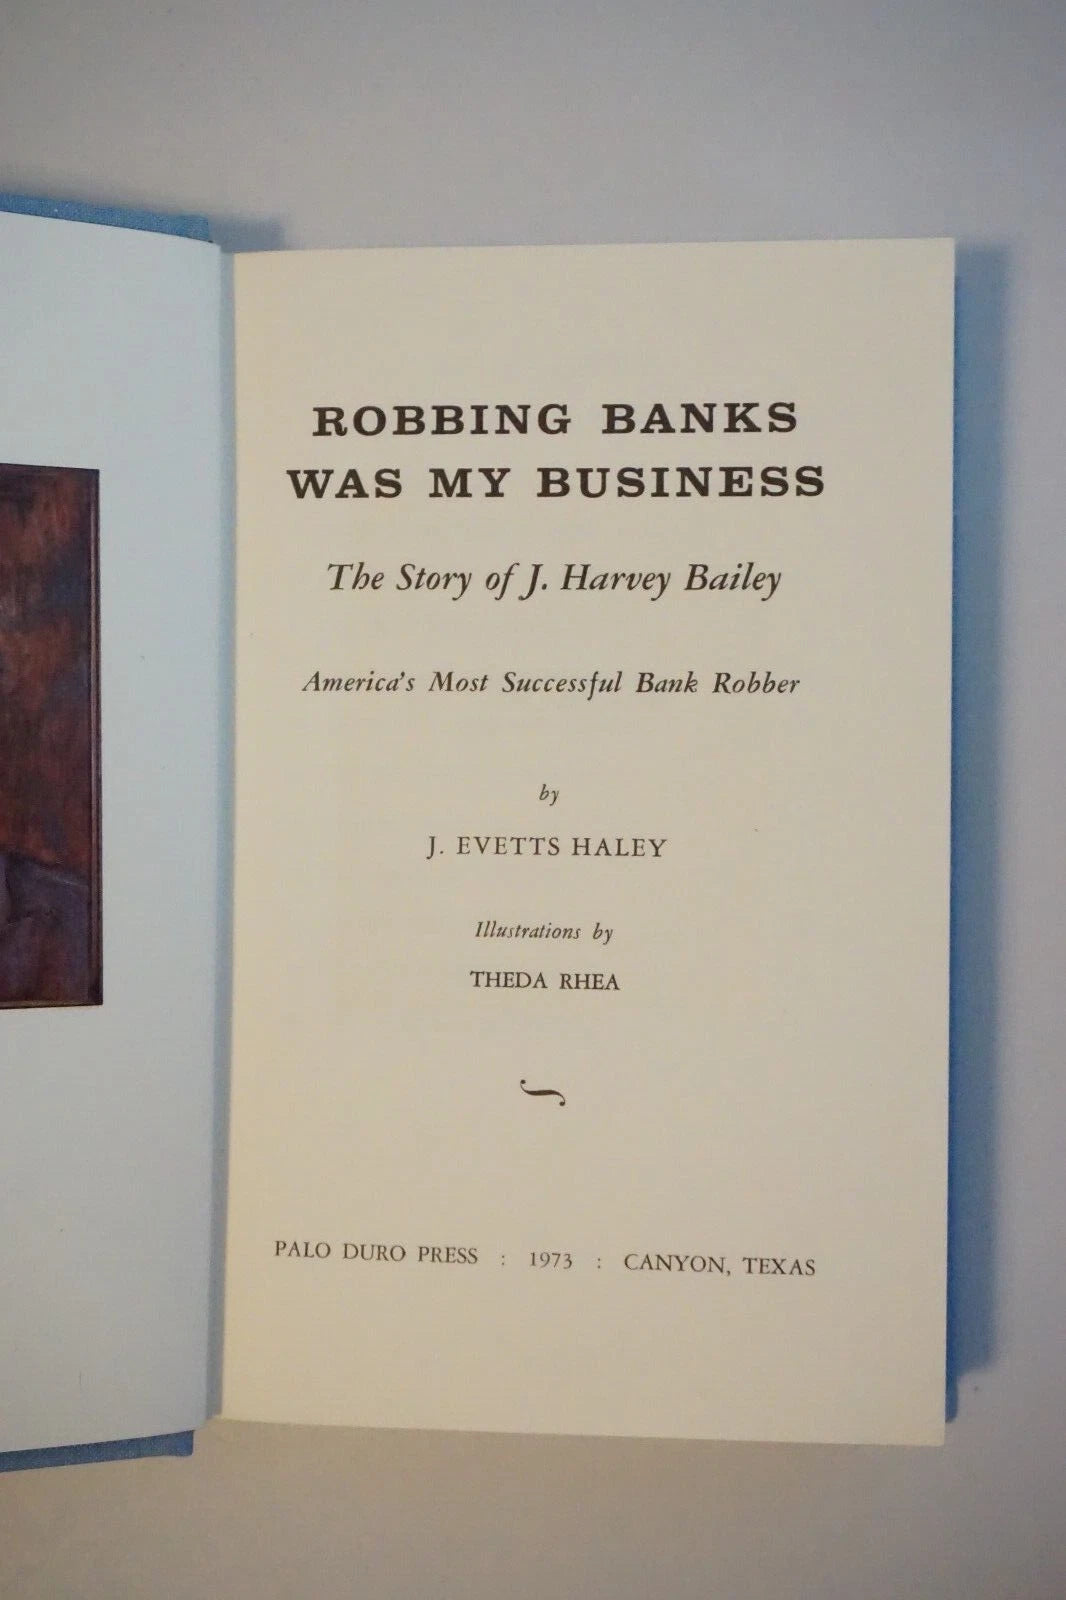 ROBBING BANKS
WAS MY BUSINESS
The Story of J. Harvey Bailey
America's Most Successful Bank Robber
by
J. EVETTS HALEY
Illustrations by
THEDA RHEA
PALO DURO PRESS : 1973 : CANYON, TEXAS